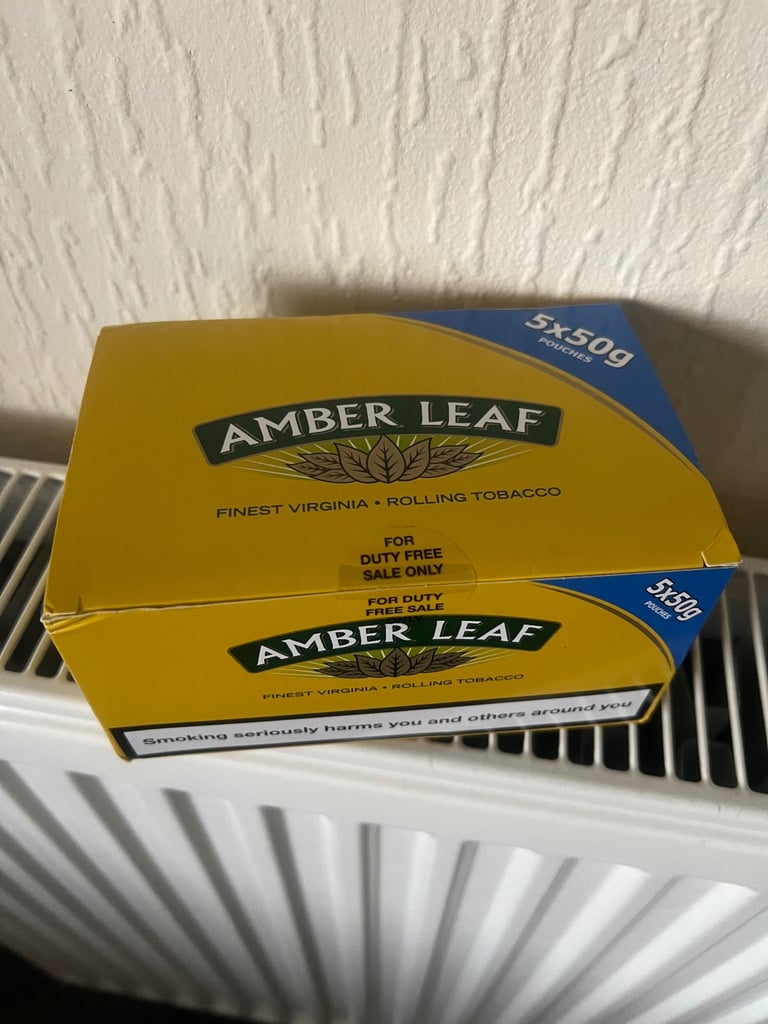 5x50g
POUCHES
AMBER LEAF
FINEST VIRGINIA • ROLLING TOBACCO
FOR
DUTY FREE
SALE ONLY
FOR DUTY
FREE SALE
ONLY
5x50g
POUCHES
AMBER LEAF
FINEST VIRGINIA • ROLLING TOBACCO
Smoking seriously harms you and others around you